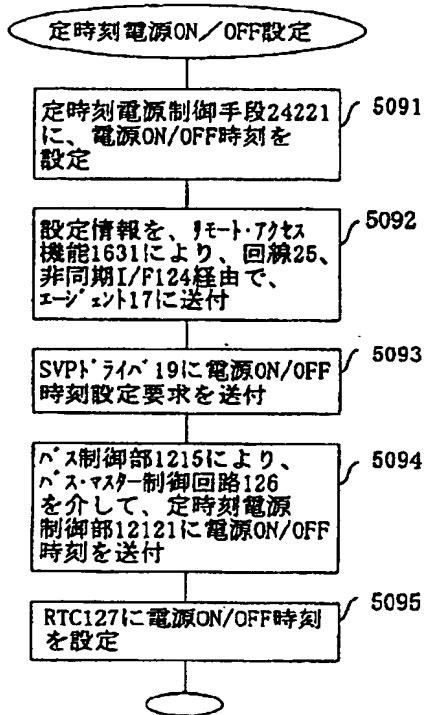 定時刻電源ON／OFF設定
定時刻電源制御手段24221
に、電源ON/OFF時刻を
設定
5091
設定情報を、ﾘﾓｰﾄ・ｱｸｾｽ
機能1631により、回線25、
非同期I/F124経由で、
ｴｰｼﾞｪﾝﾄ17に送付
5092
SVPﾄﾞﾗｲﾊﾞ19に電源ON/OFF
時刻設定要求を送付
5093
ﾊﾞｽ制御部1215により、
ﾊﾞｽ・ﾏｽﾀｰ制御回路126
を介して、定時刻電源
制御部12121に電源ON/OFF
時刻を送付
5094
RTC127に電源ON/OFF時刻
を設定
5095